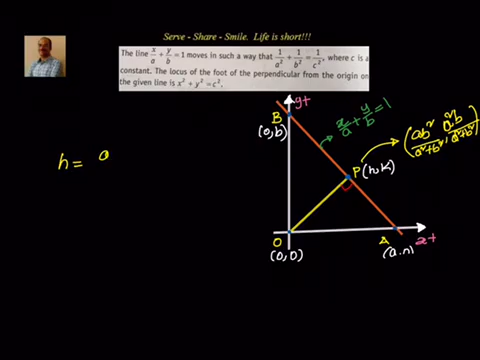 Serve - Share - Smile. Life is short!!!
The line x/a + y/b = 1 moves in such a way that 1/a² + 1/b² = 1/c², where c is a
constant. The locus of the foot of the perpendicular from the origin on
the given line is x² + y² = c².
y+
B
(0,b)
x/a + y/b = 1
(ab²/(a²+b²), a²b/(a²+b²))
P(h,k)
h =
O
(0,0)
A
x+